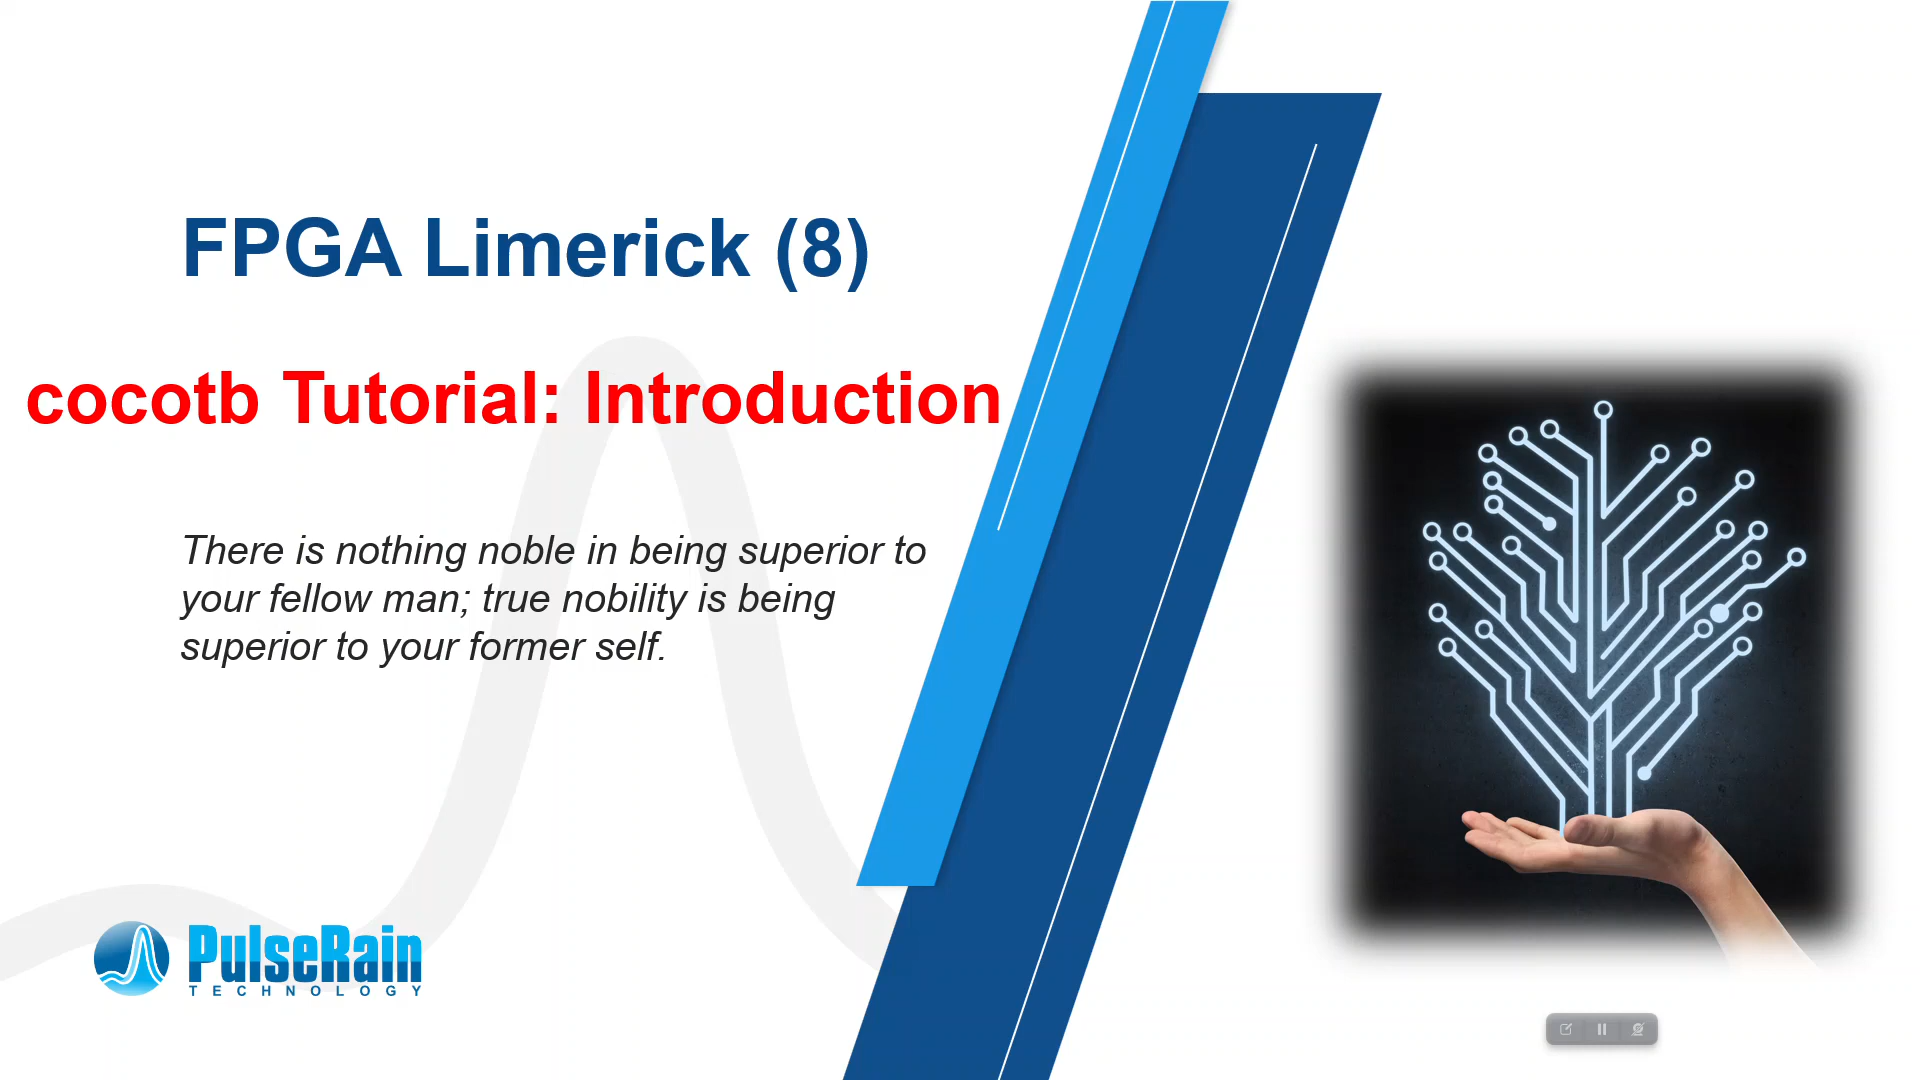 FPGA Limerick (8)
cocotb Tutorial: Introduction
There is nothing noble in being superior to
your fellow man; true nobility is being
superior to your former self.
PulseRain
TECHNOLOGY